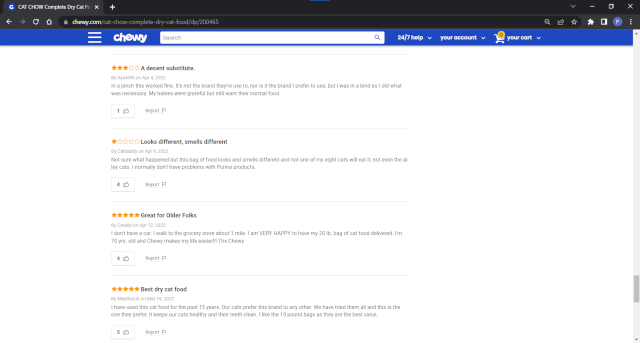 CAT CHOW Complete Dry Cat Fo
chewy.com/cat-chow-complete-dry-cat-food/dp/200465
chewy
Search
24/7 help
your account
your cart
A decent substitute.
on Apr 4, 2022
In a pinch this worked fine. It's not the brand they're use to, nor is it the brand I prefer to use, but I was in a bind so I did what
was necessary. My babies were grateful but still want their normal food.
1
Report
Looks different, smells different
By Catdaddy on Apr 9, 2022
Not sure what happened but this bag of food looks and smells different and not one of my eight cats will eat it, not even the al-
ley cats. I normally don't have problems with Purina products.
4
Report
Great for Older Folks
By Cookie on Apr 12, 2022
I don't have a car. I walk to the grocery store about 1 mile. I am VERY HAPPY to have my 20 lb. bag of cat food delivered. I'm
70 yrs. old and Chewy makes my life easier!!! Thx Chewy
4
Report
Best dry cat food
on Mar 19, 2022
I have used this cat food for the past 15 years. Our cats prefer this brand to any other. We have tried them all and this is the
one they prefer. It keeps our cats healthy and their teeth clean. I like the 15 pound bags as they are the best value.
5
Report